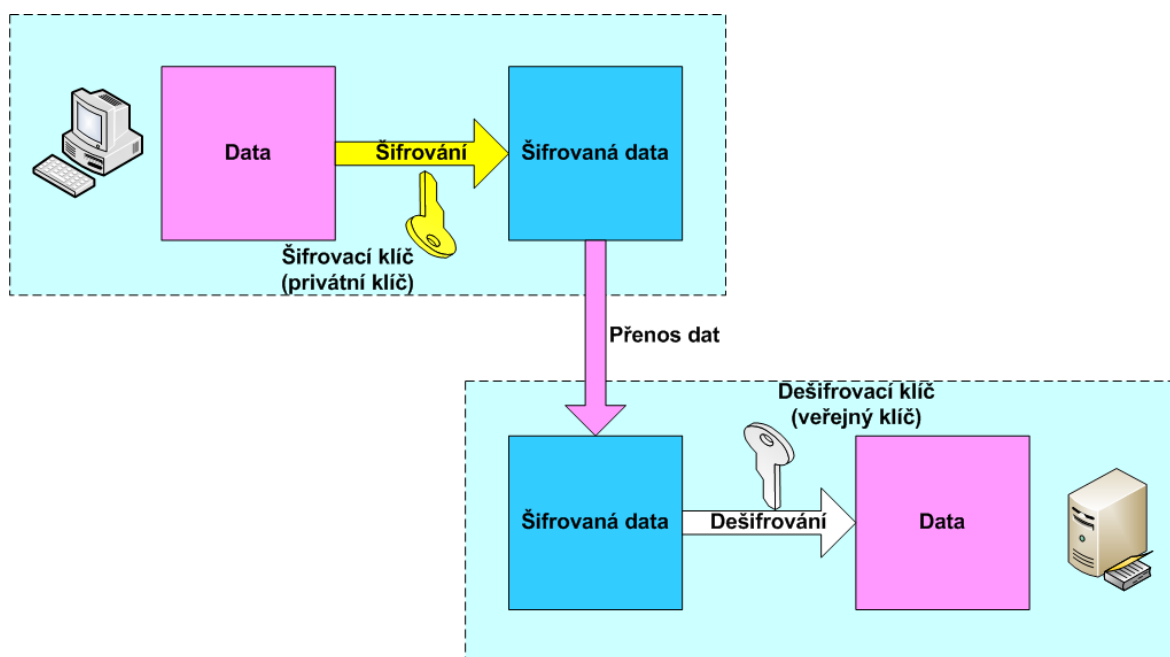 Data
Šifrování
Šifrovaná data
Šifrovací klíč
(privátní klíč)
Přenos dat
Dešifrovací klíč
(veřejný klíč)
Šifrovaná data
Dešifrování
Data